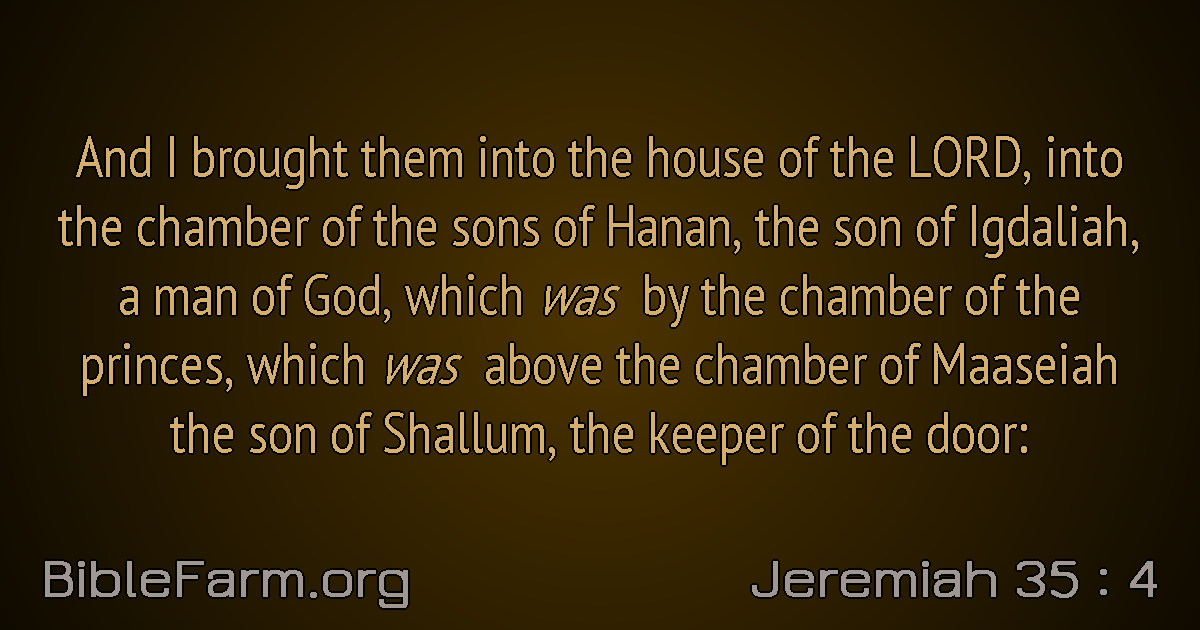 And I brought them into the house of the LORD, into
the chamber of the sons of Hanan, the son of Igdaliah,
a man of God, which was by the chamber of the
princes, which was above the chamber of Maaseiah
the son of Shallum, the keeper of the door:
BibleFarm.org
Jeremiah 35 : 4